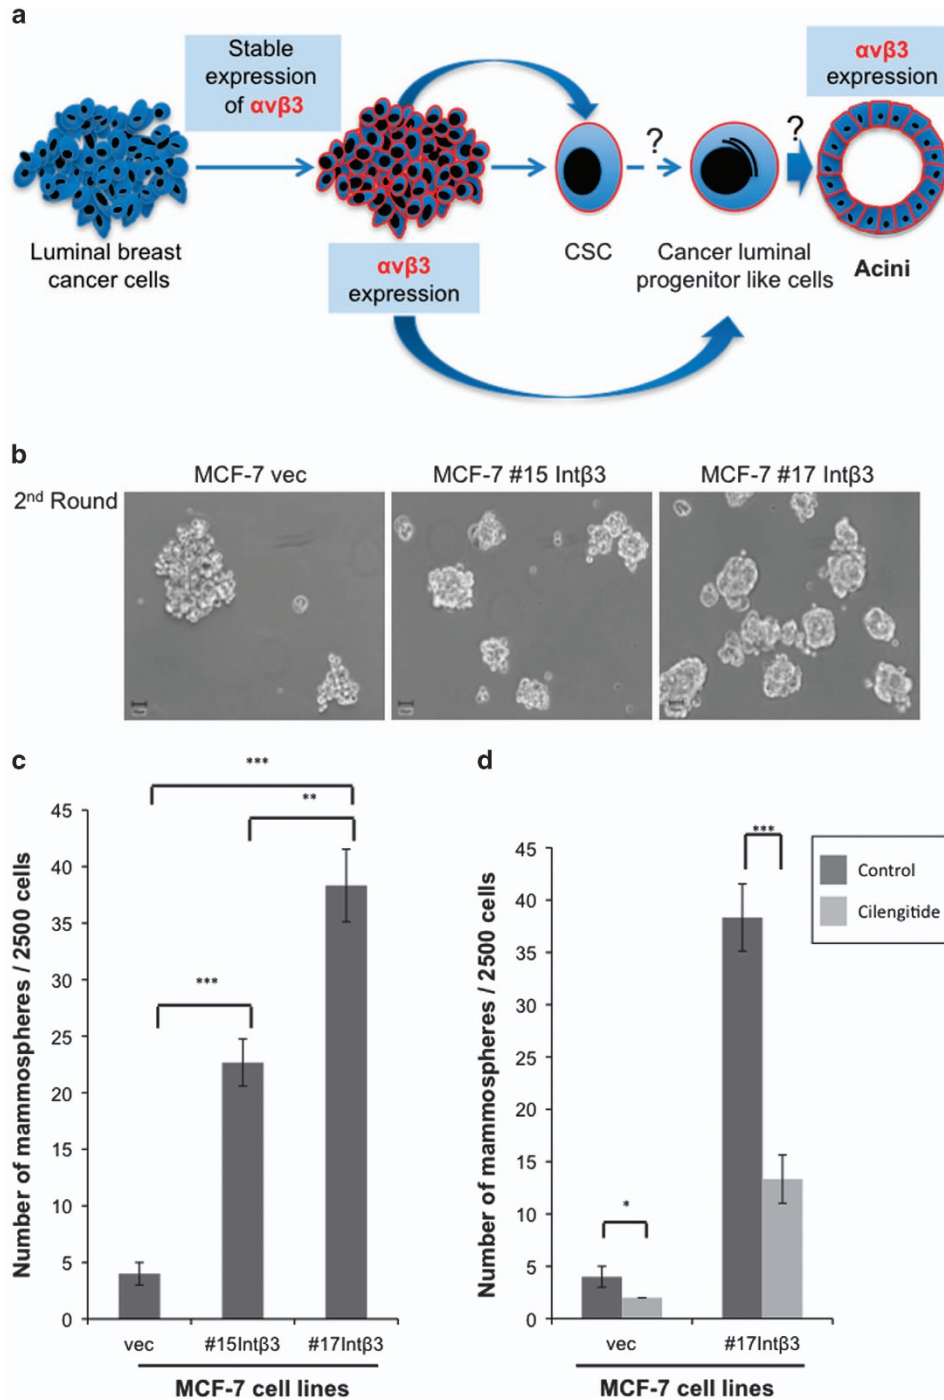 a
Stable
expression
of αvβ3
αvβ3
expression
?
?
Luminal breast
cancer cells
αvβ3
expression
CSC
Cancer luminal
progenitor like cells
Acini
b
MCF-7 vec
MCF-7 #15 Intβ3
MCF-7 #17 Intβ3
2nd Round
c
***
**
***
45
40
35
30
25
20
15
10
5
0
Number of mammospheres / 2500 cells
vec
#15Intβ3
#17Intβ3
MCF-7 cell lines
d
***
*
45
40
35
30
25
20
15
10
5
0
Number of mammospheres / 2500 cells
Control
Cilengitide
vec
#17Intβ3
MCF-7 cell lines